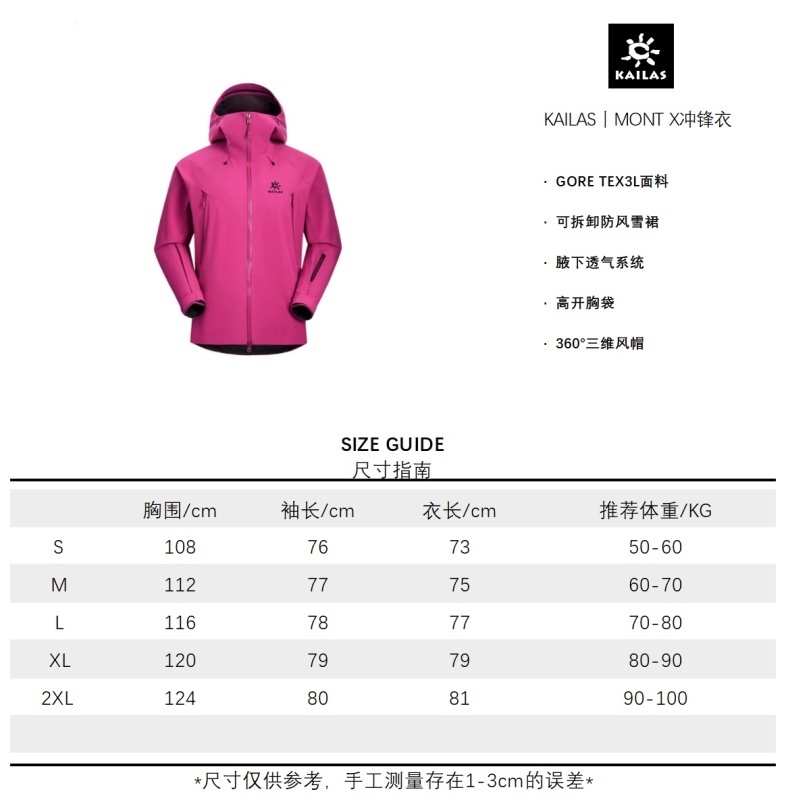 KAILAS
KAILAS｜MONT X冲锋衣
· GORE TEX3L面料
· 可拆卸防风雪裙
· 腋下透气系统
· 高开胸袋
· 360°三维风帽
KAILAS
SIZE GUIDE
尺寸指南
胸围/cm 袖长/cm 衣长/cm 推荐体重/KG
S 108 76 73 50-60
M 112 77 75 60-70
L 116 78 77 70-80
XL 120 79 79 80-90
2XL 124 80 81 90-100
*尺寸仅供参考，手工测量存在1-3cm的误差*